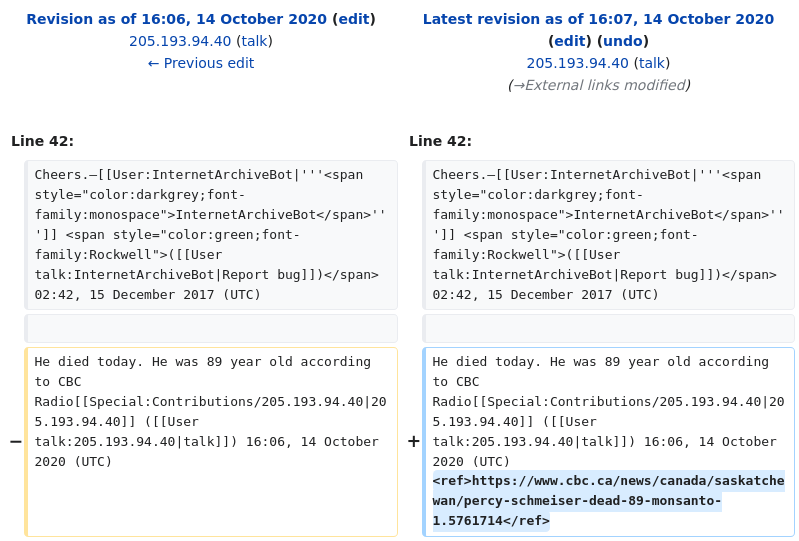 Revision as of 16:06, 14 October 2020 (edit)
205.193.94.40 (talk)
← Previous edit
Latest revision as of 16:07, 14 October 2020
(edit) (undo)
205.193.94.40 (talk)
(→External links modified)
Line 42:
Line 42:
Cheers.—[[User:InternetArchiveBot|'''<span
style="color:darkgrey;font-
family:monospace">InternetArchiveBot</span>''
']] <span style="color:green;font-
family:Rockwell">([[User
talk:InternetArchiveBot|Report bug]])</span>
02:42, 15 December 2017 (UTC)
Cheers.—[[User:InternetArchiveBot|'''<span
style="color:darkgrey;font-
family:monospace">InternetArchiveBot</span>''
']] <span style="color:green;font-
family:Rockwell">([[User
talk:InternetArchiveBot|Report bug]])</span>
02:42, 15 December 2017 (UTC)
−
He died today. He was 89 year old according
to CBC
Radio[[Special:Contributions/205.193.94.40|20
5.193.94.40]] ([[User
talk:205.193.94.40|talk]]) 16:06, 14 October
2020 (UTC)
+
He died today. He was 89 year old according
to CBC
Radio[[Special:Contributions/205.193.94.40|20
5.193.94.40]] ([[User
talk:205.193.94.40|talk]]) 16:06, 14 October
2020 (UTC)
<ref>https://www.cbc.ca/news/canada/saskatche
wan/percy-schmeiser-dead-89-monsanto-
1.5761714</ref>